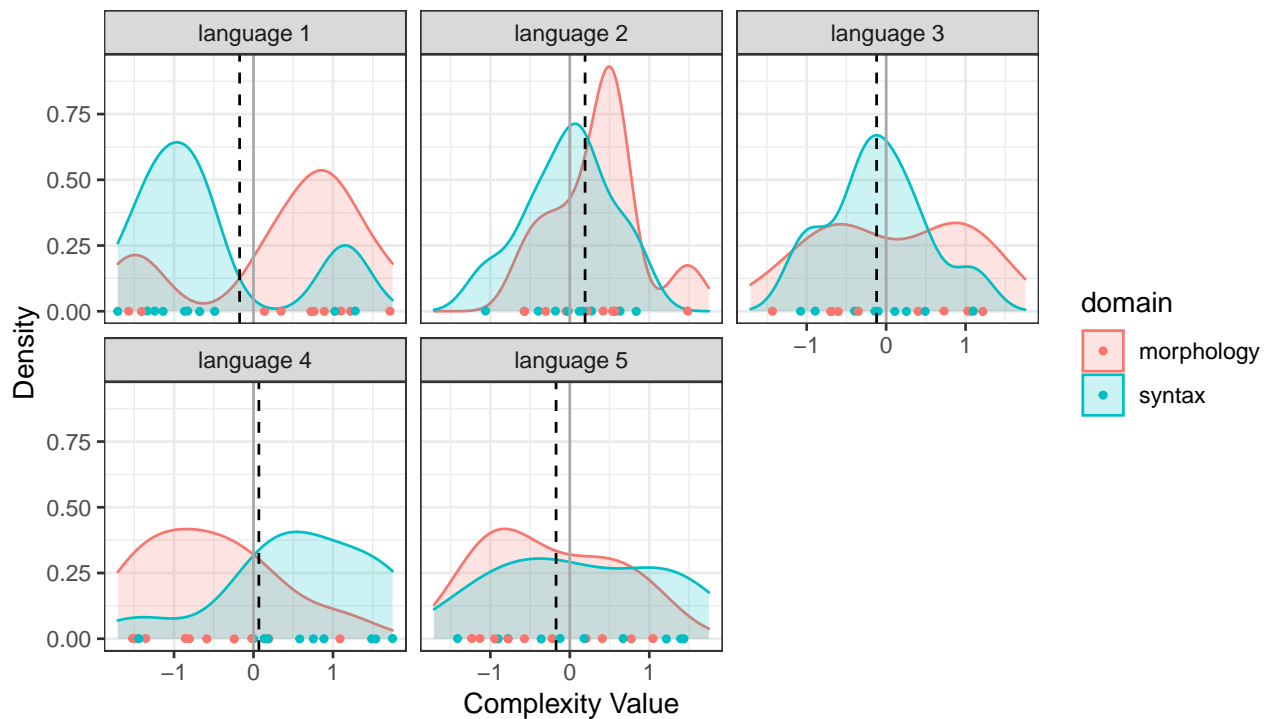 language 1
language 2
language 3
0.75
0.50
0.25
0.00
−1
0
1
language 4
language 5
0.75
0.50
0.25
0.00
−1
0
1
−1
0
1
Density
Complexity Value
domain
morphology
syntax